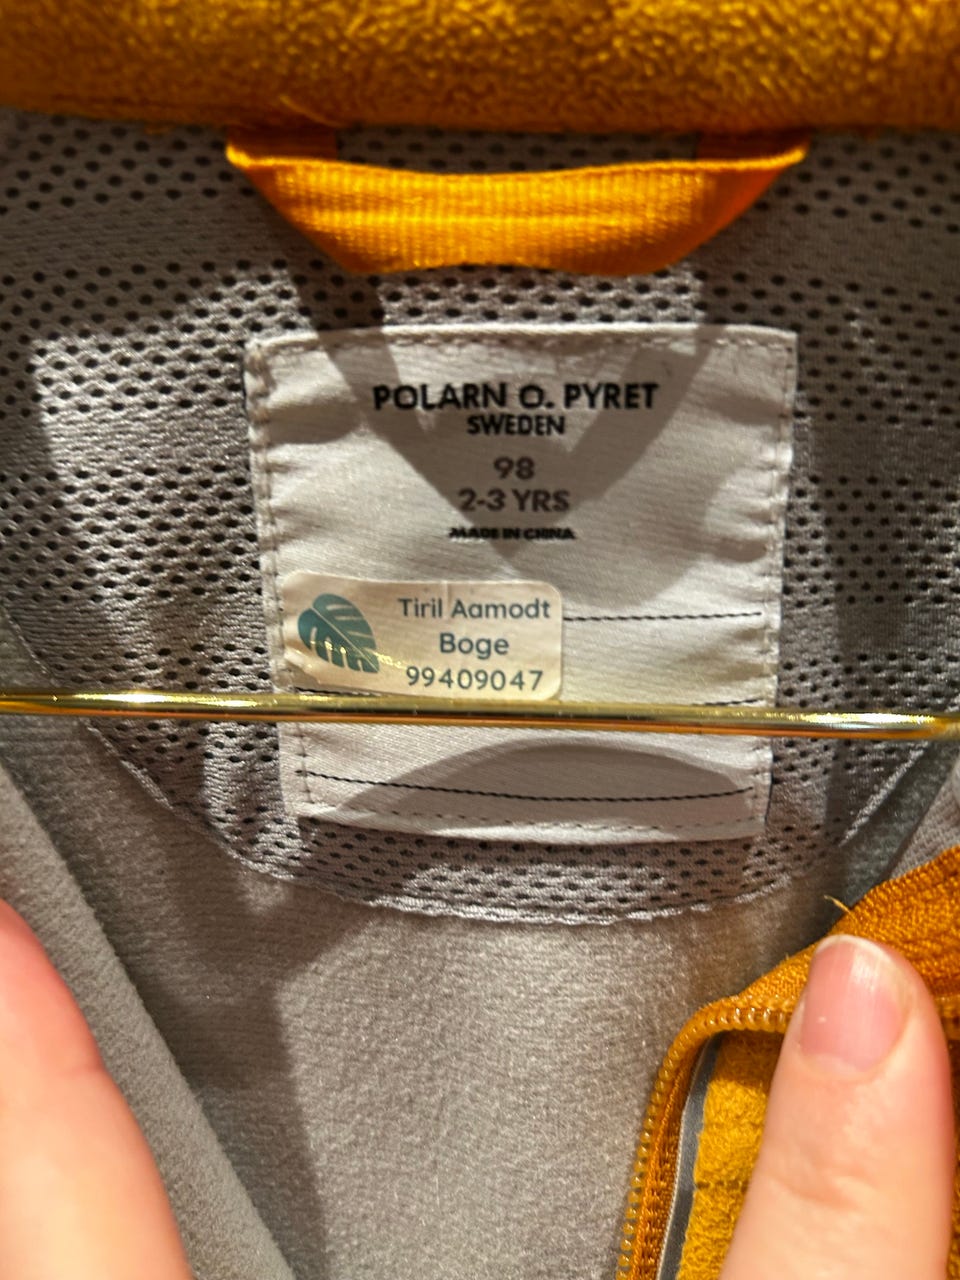 POLARN O. PYRET
SWEDEN
98
2-3 YRS
MADE IN CHINA
Tiril Aamodt
Boge
99409047